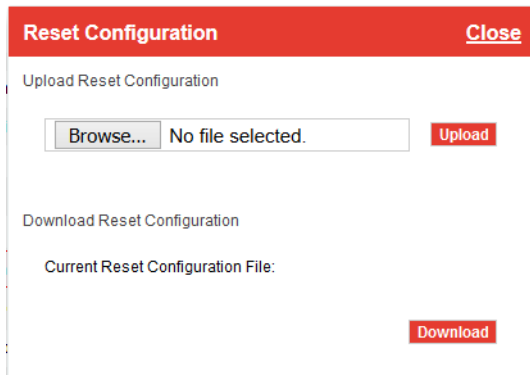 Reset Configuration Close
Upload Reset Configuration
Browse... No file selected. Upload
Download Reset Configuration
Current Reset Configuration File:
Download